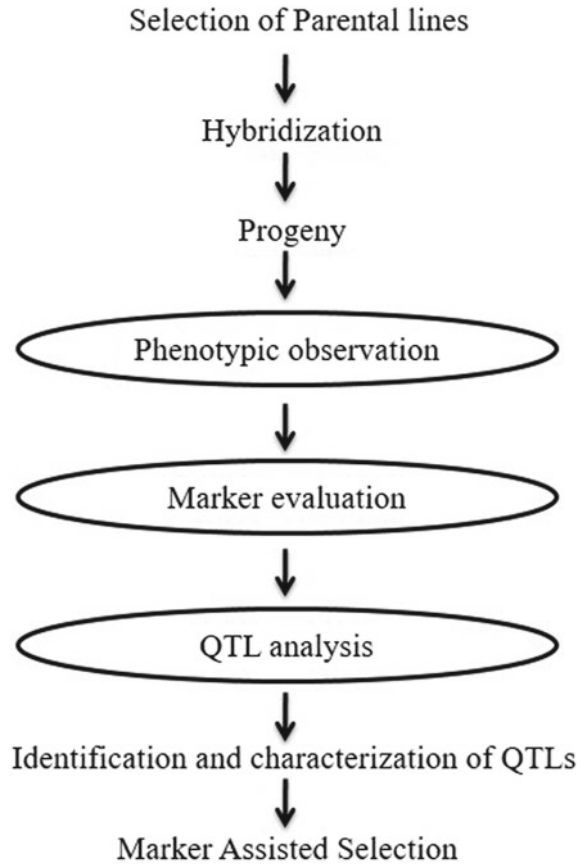 Selection of Parental lines
Hybridization
Progeny
Phenotypic observation
Marker evaluation
QTL analysis
Identification and characterization of QTLs
Marker Assisted Selection